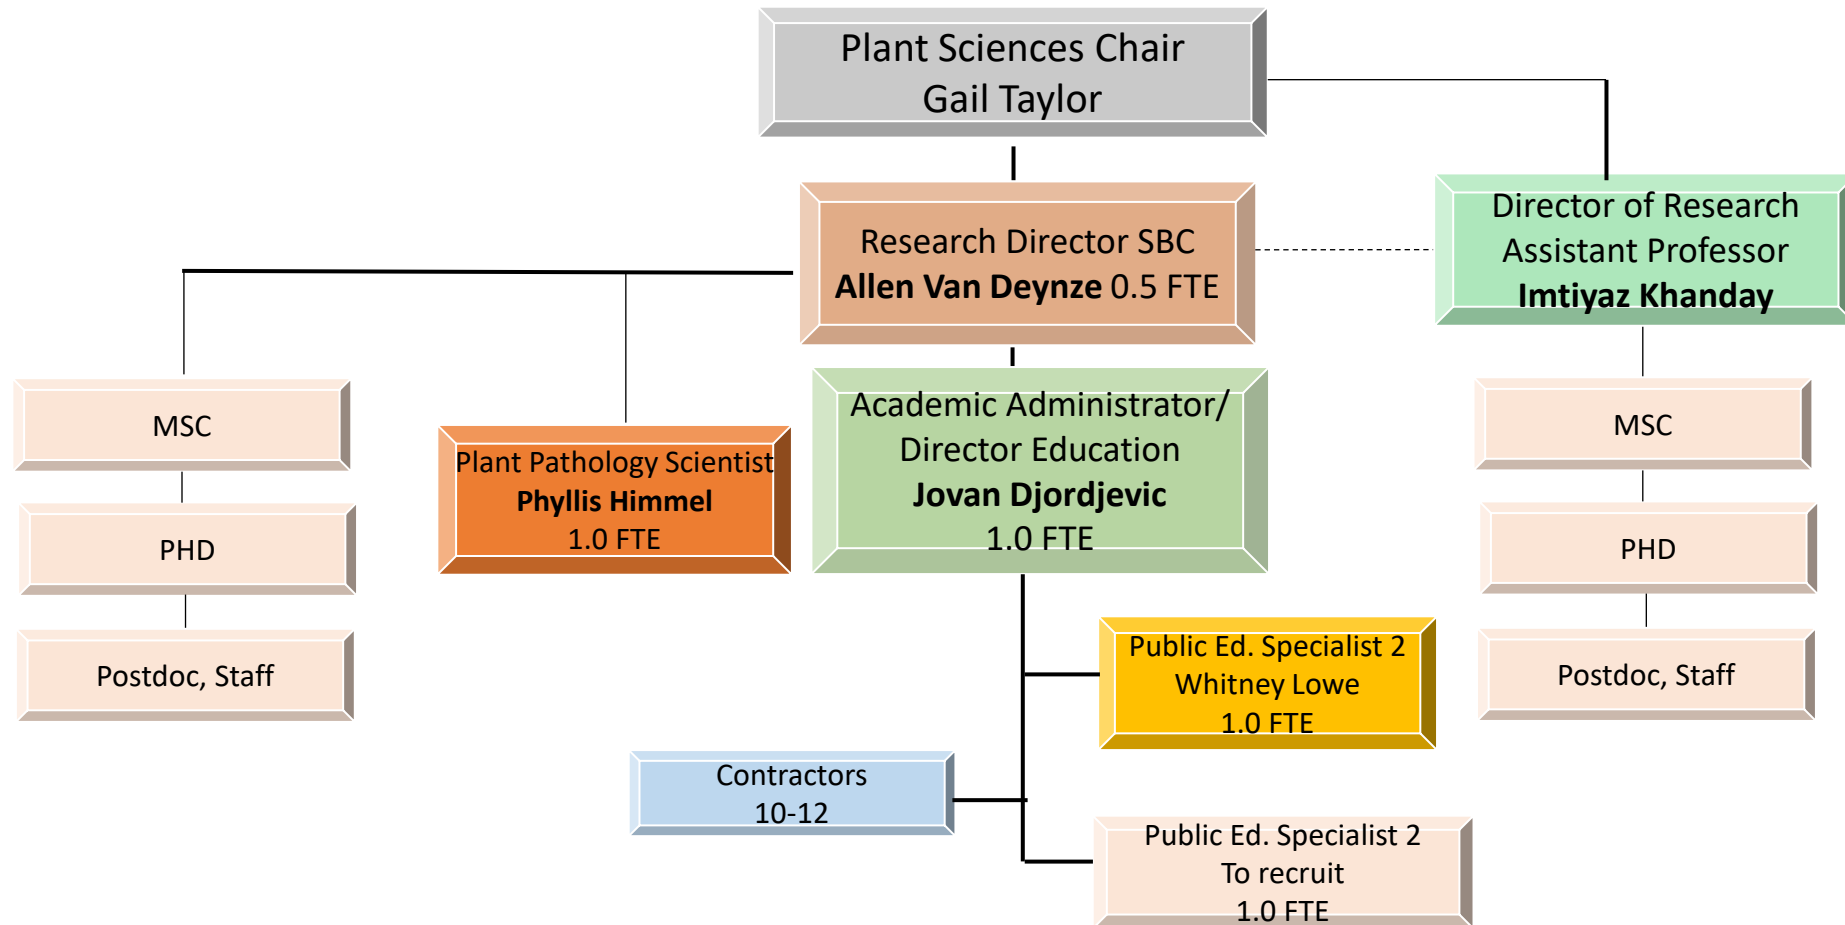 Plant Sciences Chair
Gail Taylor
Research Director SBC
Allen Van Deynze 0.5 FTE
Director of Research
Assistant Professor
Imtiyaz Khanday
MSC
PHD
Postdoc, Staff
Plant Pathology Scientist
Phyllis Himmel
1.0 FTE
Academic Administrator/
Director Education
Jovan Djordjevic
1.0 FTE
MSC
PHD
Postdoc, Staff
Public Ed. Specialist 2
Whitney Lowe
1.0 FTE
Contractors
10-12
Public Ed. Specialist 2
To recruit
1.0 FTE